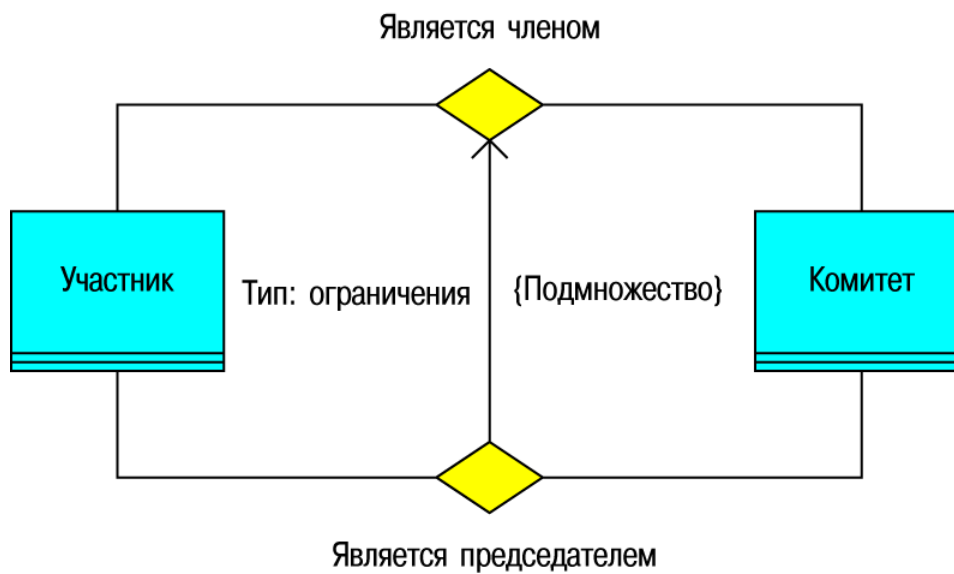 Является членом
Участник
Тип: ограничения
{Подмножество}
Комитет
Является председателем